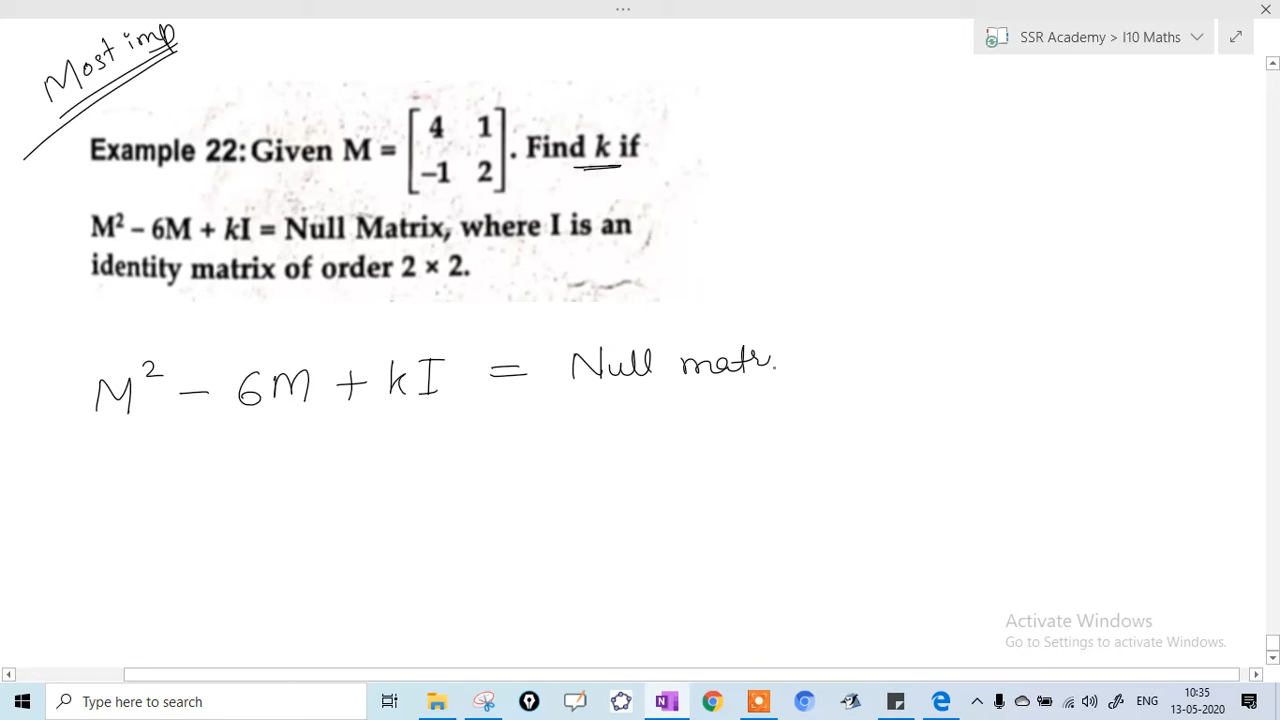 SSR Academy > I10 Maths
Most imp
Example 22: Given M = [4 1
–1 2]. Find k if
M² – 6M + kI = Null Matrix, where I is an
identity matrix of order 2 × 2.
M² – 6M + kI = Null matr.
Activate Windows
Go to Settings to activate Windows.
Type here to search
ENG
10:35
13-05-2020